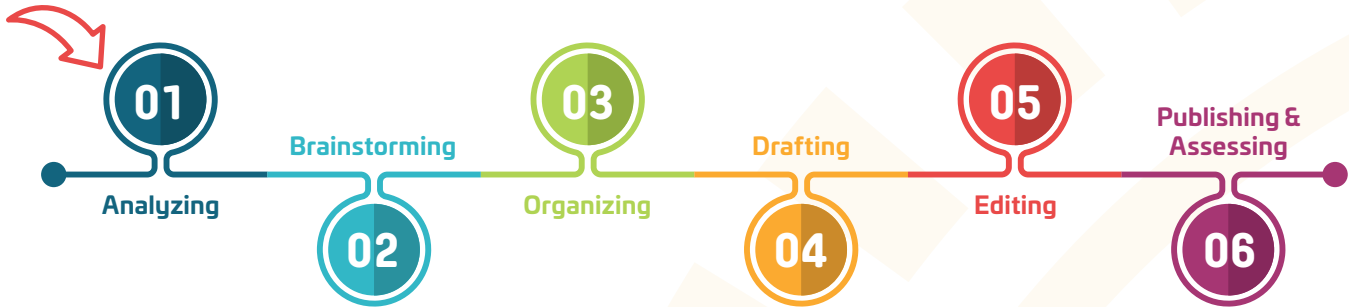 01
Analyzing
Brainstorming
02
03
Organizing
Drafting
04
05
Editing
Publishing &
Assessing
06